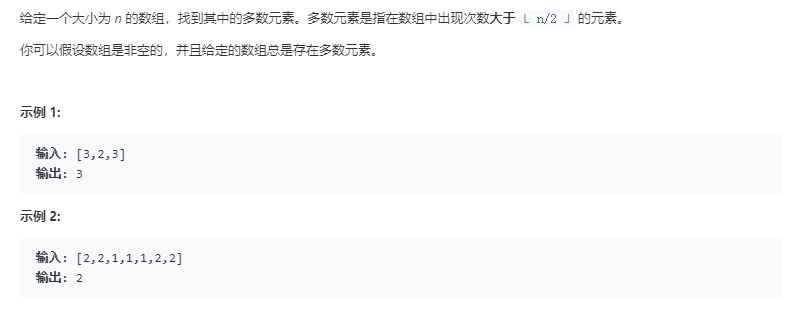 给定一个大小为 n 的数组，找到其中的多数元素。多数元素是指在数组中出现次数大于 ⌊ n/2 ⌋ 的元素。
你可以假设数组是非空的，并且给定的数组总是存在多数元素。
示例 1:
输入: [3,2,3]
输出: 3
示例 2:
输入: [2,2,1,1,1,2,2]
输出: 2